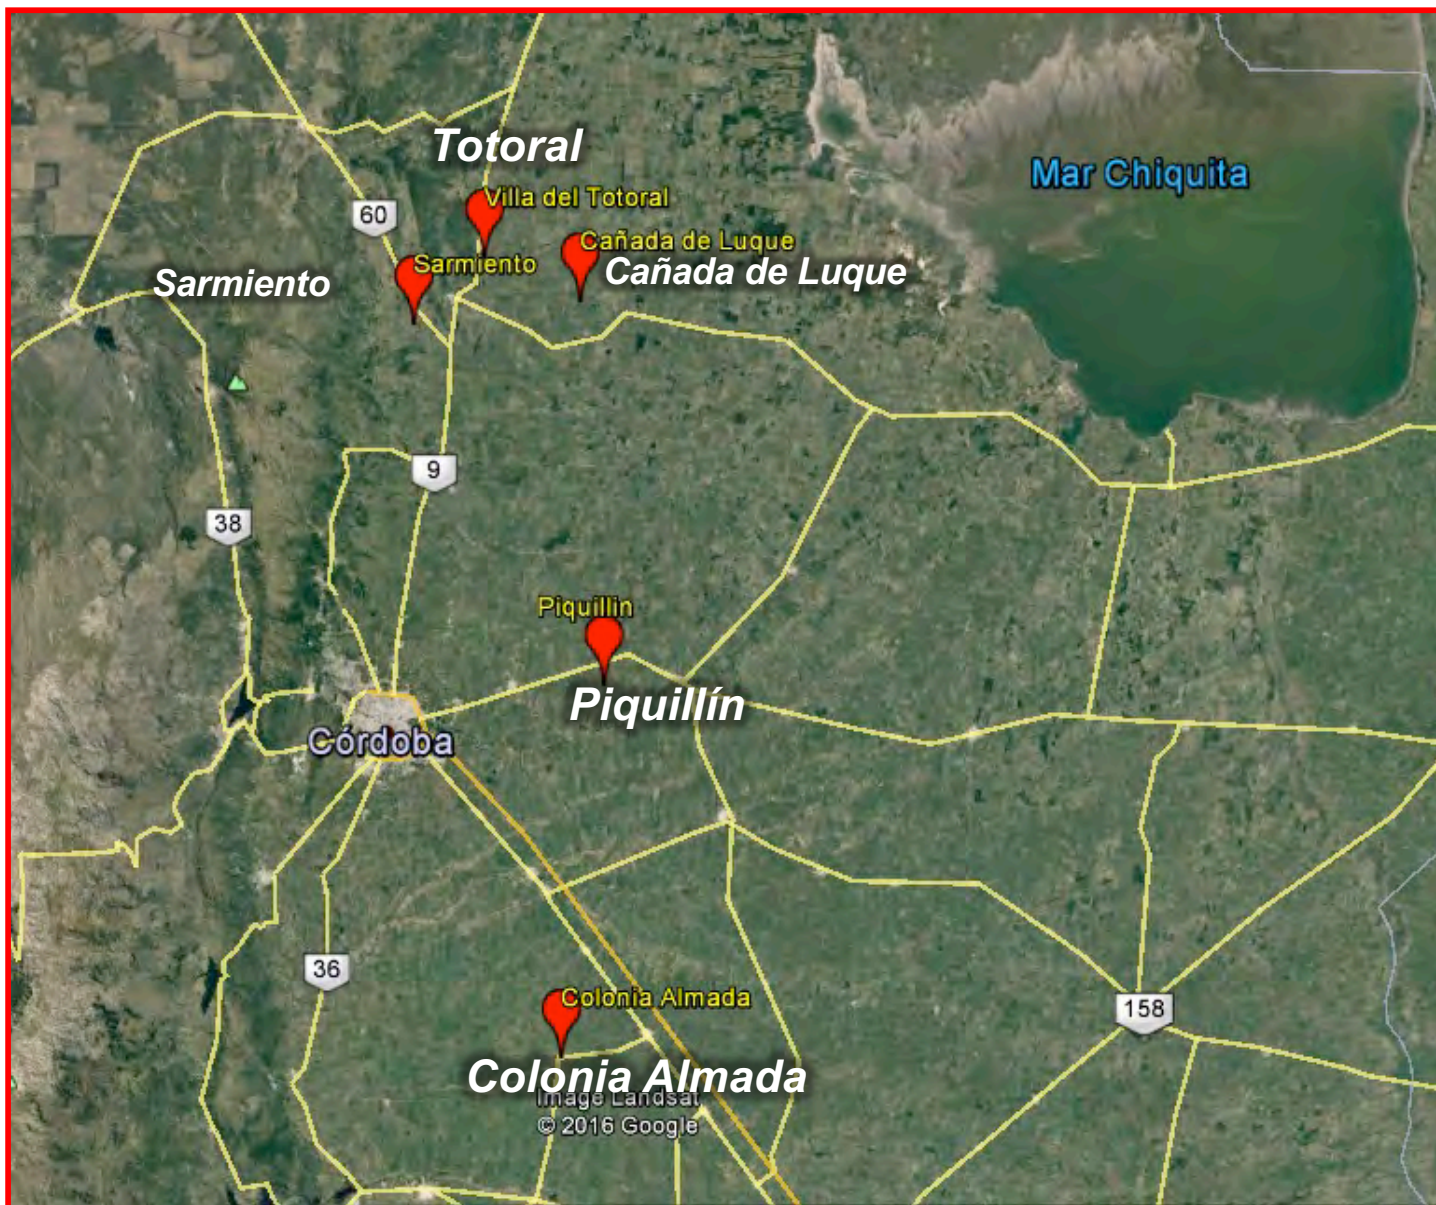 Totoral
Mar Chiquita
Villa del Totoral
60
Cañada de Luque
Sarmiento
Cañada de Luque
Sarmiento
9
38
Piquillin
Piquillín
Córdoba
36
Colonia Almada
158
Colonia Almada
Image Landsat
© 2016 Google